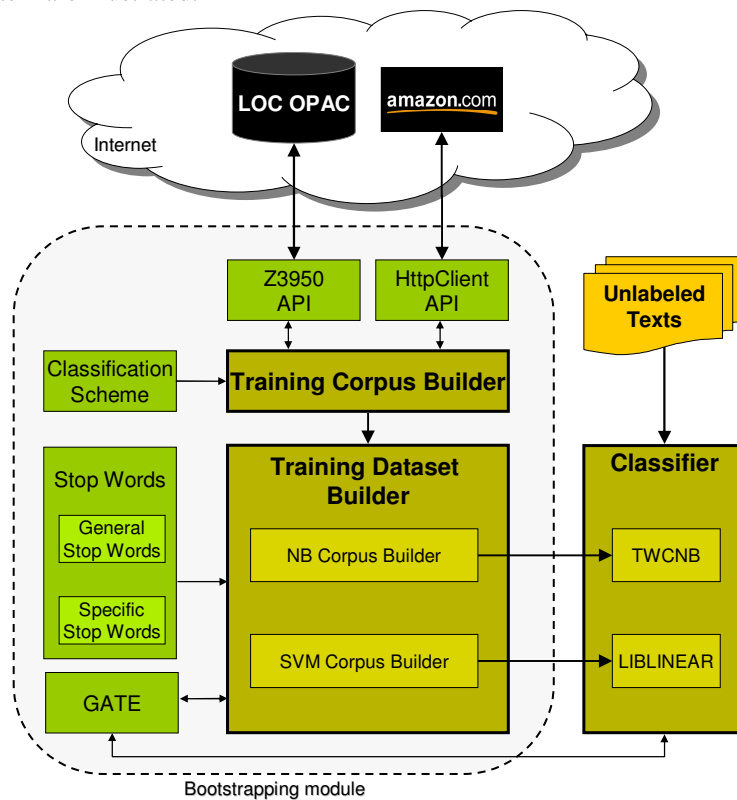 LOC OPAC
amazon.com
Internet
Z3950
API
HttpClient
API
Unlabeled
Texts
Classification
Scheme
Training Corpus Builder
Stop Words
General
Stop Words
Specific
Stop Words
Training Dataset
Builder
NB Corpus Builder
SVM Corpus Builder
Classifier
TWCNB
LIBLINEAR
GATE
Bootstrapping module